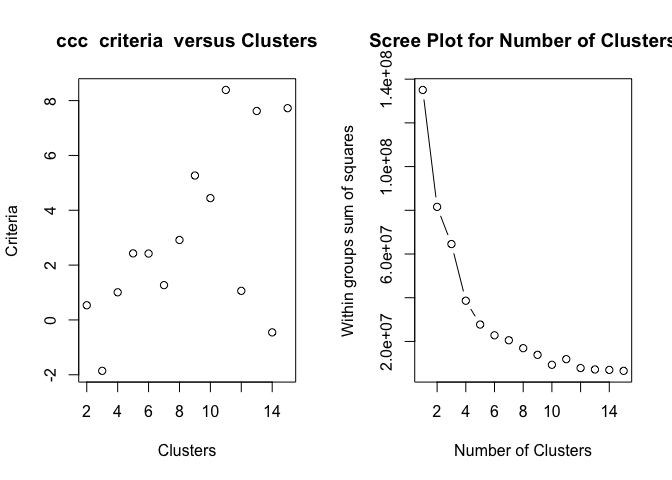 ccc  criteria  versus Clusters
Criteria
8
6
4
2
0
-2
2 4 6 8 10 14
Clusters
Scree Plot for Number of Clusters
Within groups sum of squares
1.4e+08
1.0e+08
6.0e+07
2.0e+07
2 4 6 8 10 14
Number of Clusters